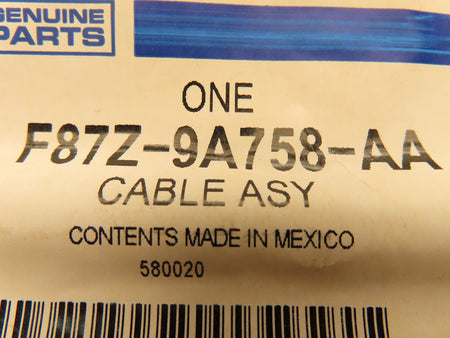 GENUINE
PARTS
ONE
F87Z-9A758-AA
CABLE ASY
CONTENTS MADE IN MEXICO
580020